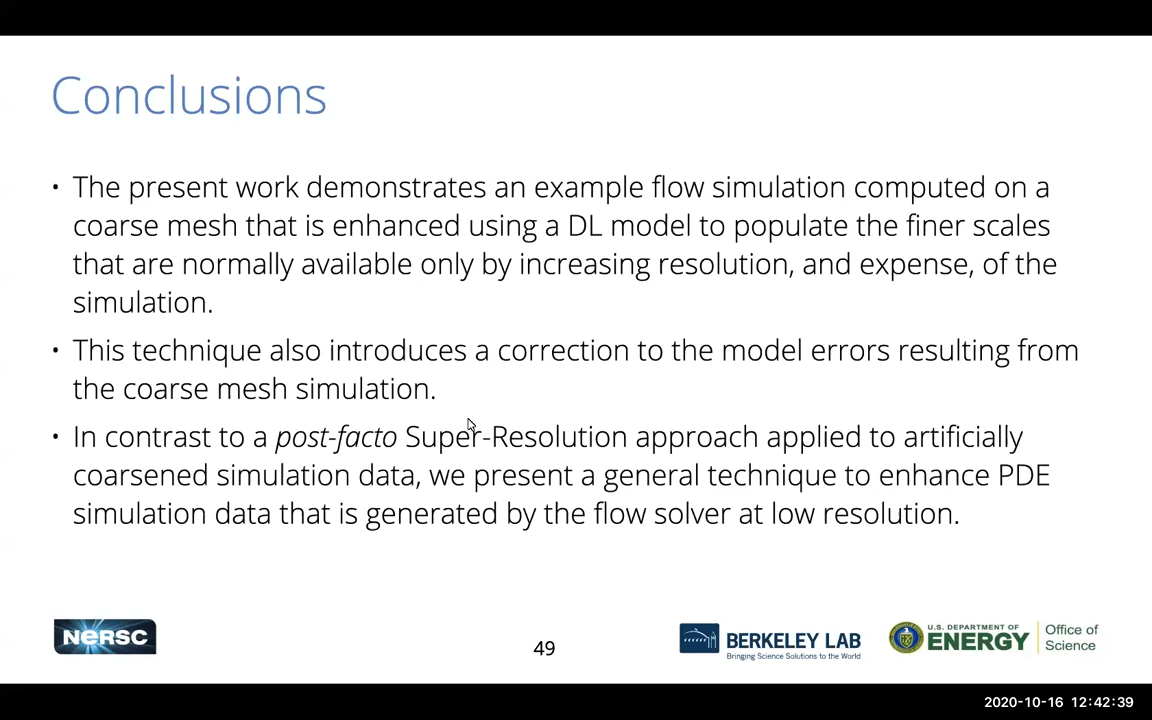 Conclusions
• The present work demonstrates an example flow simulation computed on a
coarse mesh that is enhanced using a DL model to populate the finer scales
that are normally available only by increasing resolution, and expense, of the
simulation.
• This technique also introduces a correction to the model errors resulting from
the coarse mesh simulation.
• In contrast to a post-facto Super-Resolution approach applied to artificially
coarsened simulation data, we present a general technique to enhance PDE
simulation data that is generated by the flow solver at low resolution.
NERSC
49
BERKELEY LAB
Bringing Science Solutions to the World
U.S. DEPARTMENT OF
ENERGY
Office of
Science
2020-10-16 12:42:39